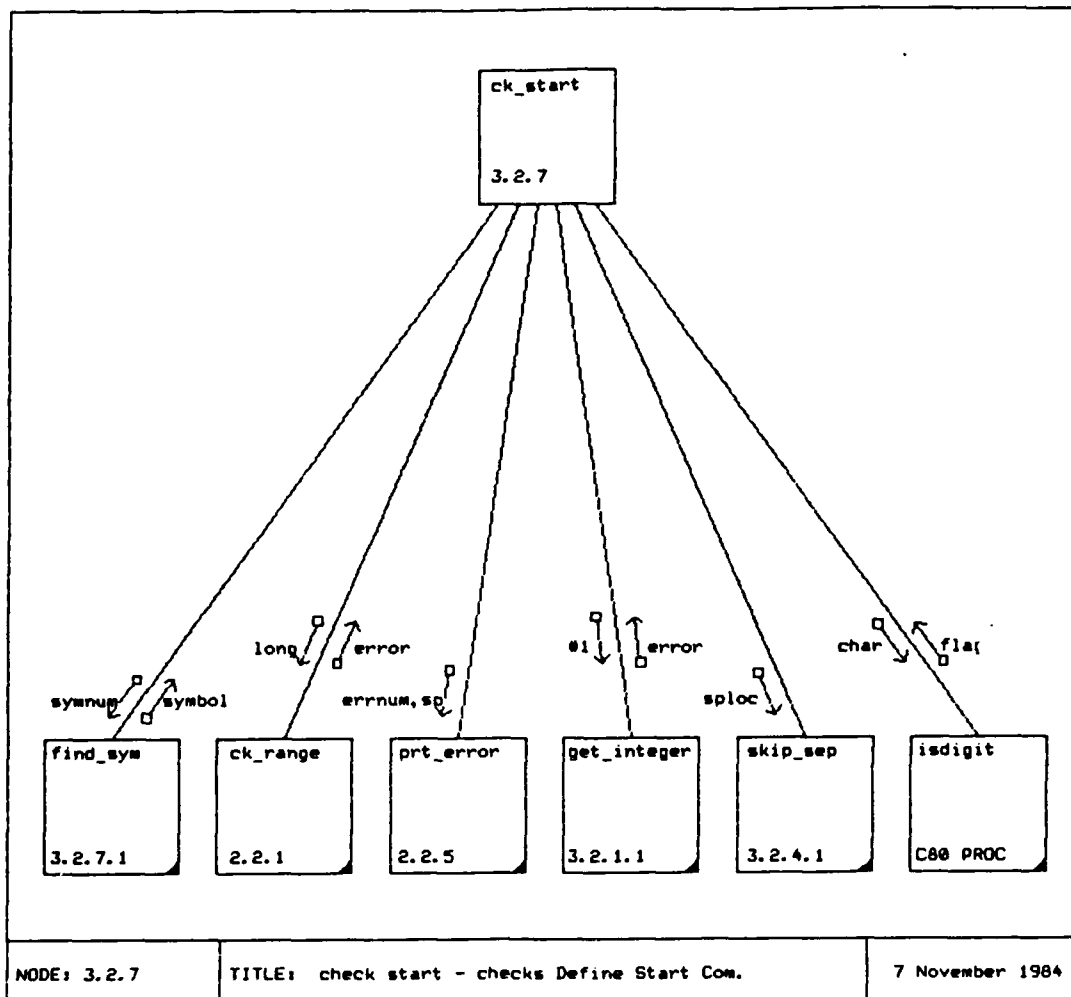 ck_start
3.2.7
long
error
#1
error
char
flag
symnum
symbol
errnum,sp
sploc
find_sym
ck_range
prt_error
get_integer
skip_sep
isdigit
3.2.7.1
2.2.1
2.2.5
3.2.1.1
3.2.4.1
C80 PROC
NODE: 3.2.7
TITLE: check start - checks Define Start Com.
7 November 1984